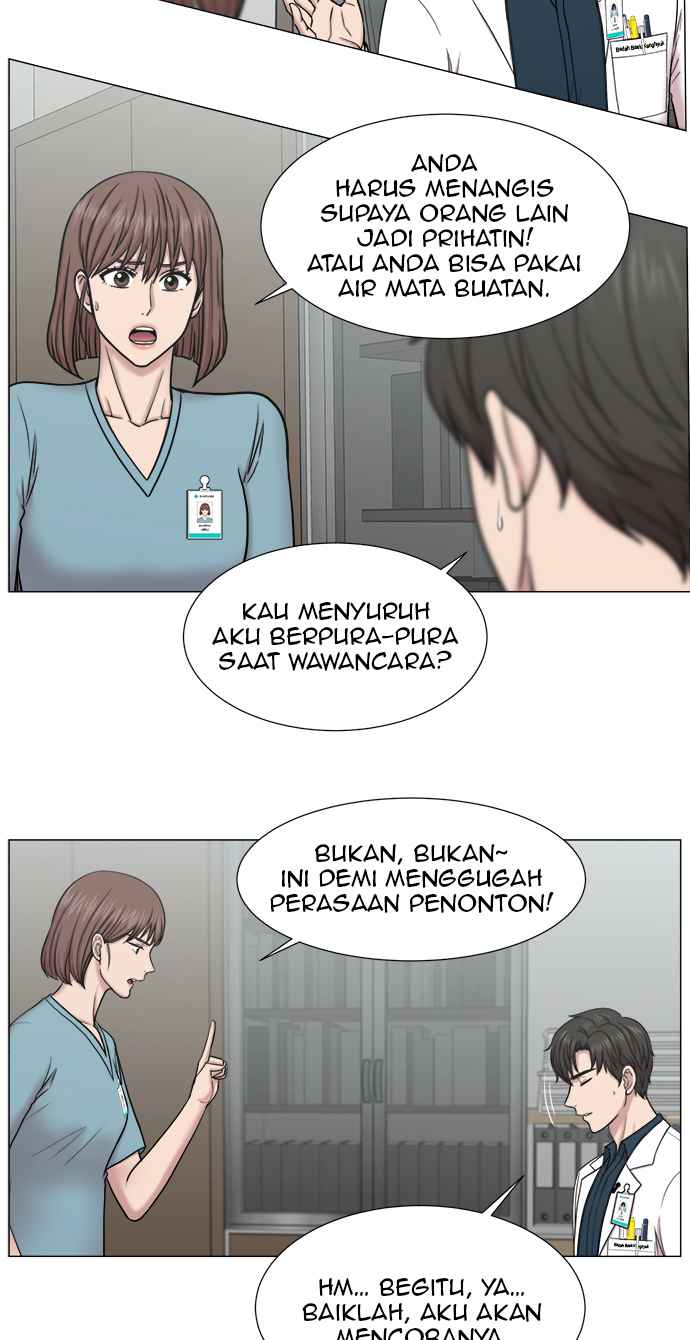 ANDA
HARUS MENANGIS
SUPAYA ORANG LAIN
JADI PRIHATIN!
ATAU ANDA BISA PAKAI
AIR MATA BUATAN.
KAU MENYURUH
AKU BERPURA-PURA
SAAT WAWANCARA?
BUKAN, BUKAN~
INI DEMI MENGGUGAH
PERASAAN PENONTON!
HM... BEGITU, YA...
BAIKLAH, AKU AKAN
MENCOBANYA